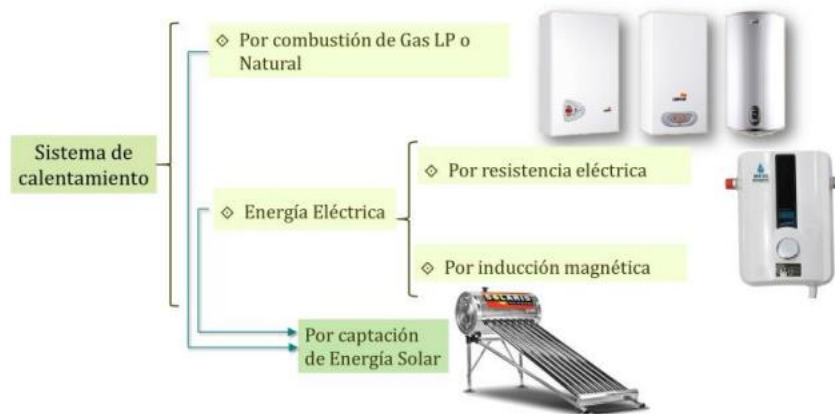 Sistema de
calentamiento
Por combustión de Gas LP o
Natural
Energía Eléctrica
Por resistencia eléctrica
Por inducción magnética
Por captación
de Energía Solar
SOLARIS